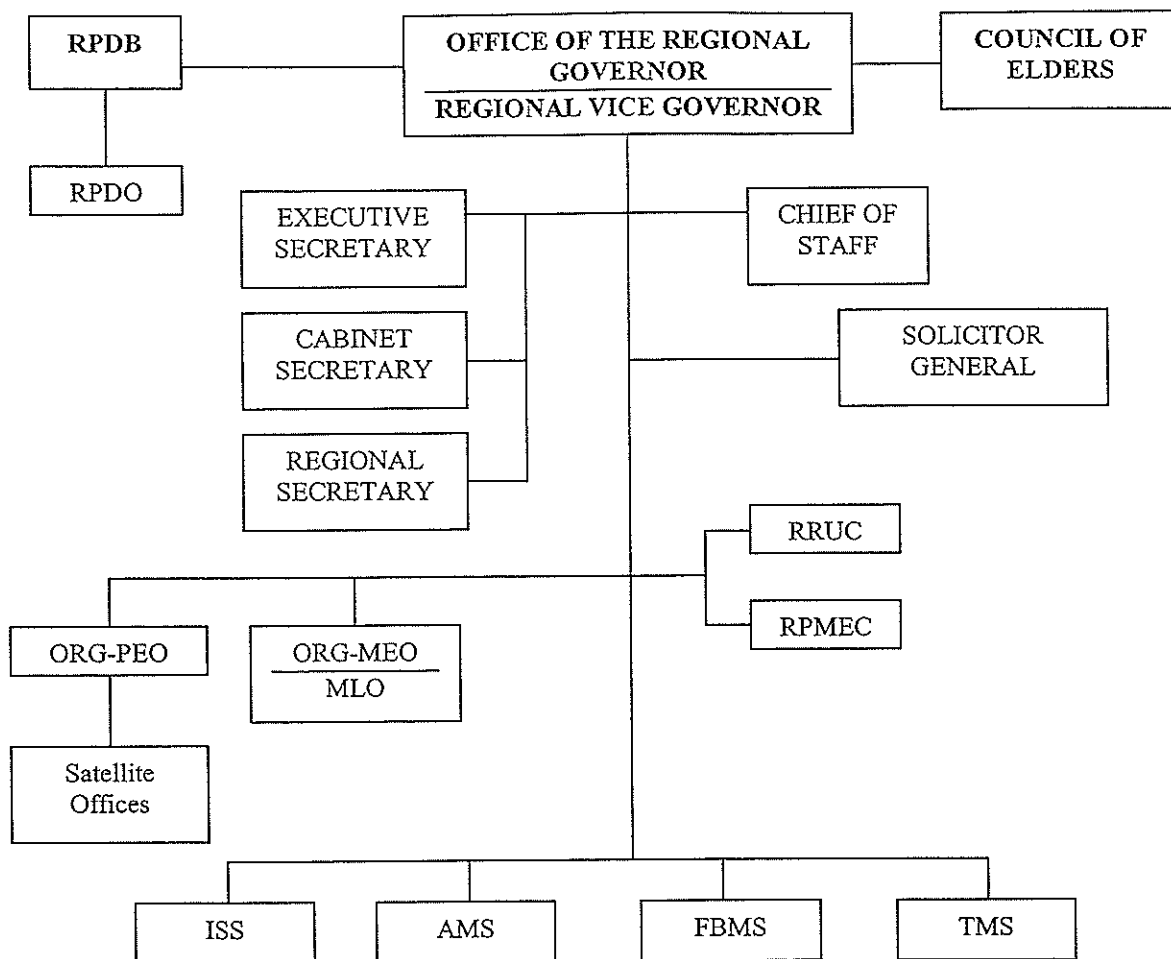 RPDB
OFFICE OF THE REGIONAL
GOVERNOR
REGIONAL VICE GOVERNOR
COUNCIL OF
ELDERS
RPDO
EXECUTIVE
SECRETARY
CHIEF OF
STAFF
CABINET
SECRETARY
SOLICITOR
GENERAL
REGIONAL
SECRETARY
RRUC
RPMEC
ORG-PEO
ORG-MEO
MLO
Satellite
Offices
ISS
AMS
FBMS
TMS